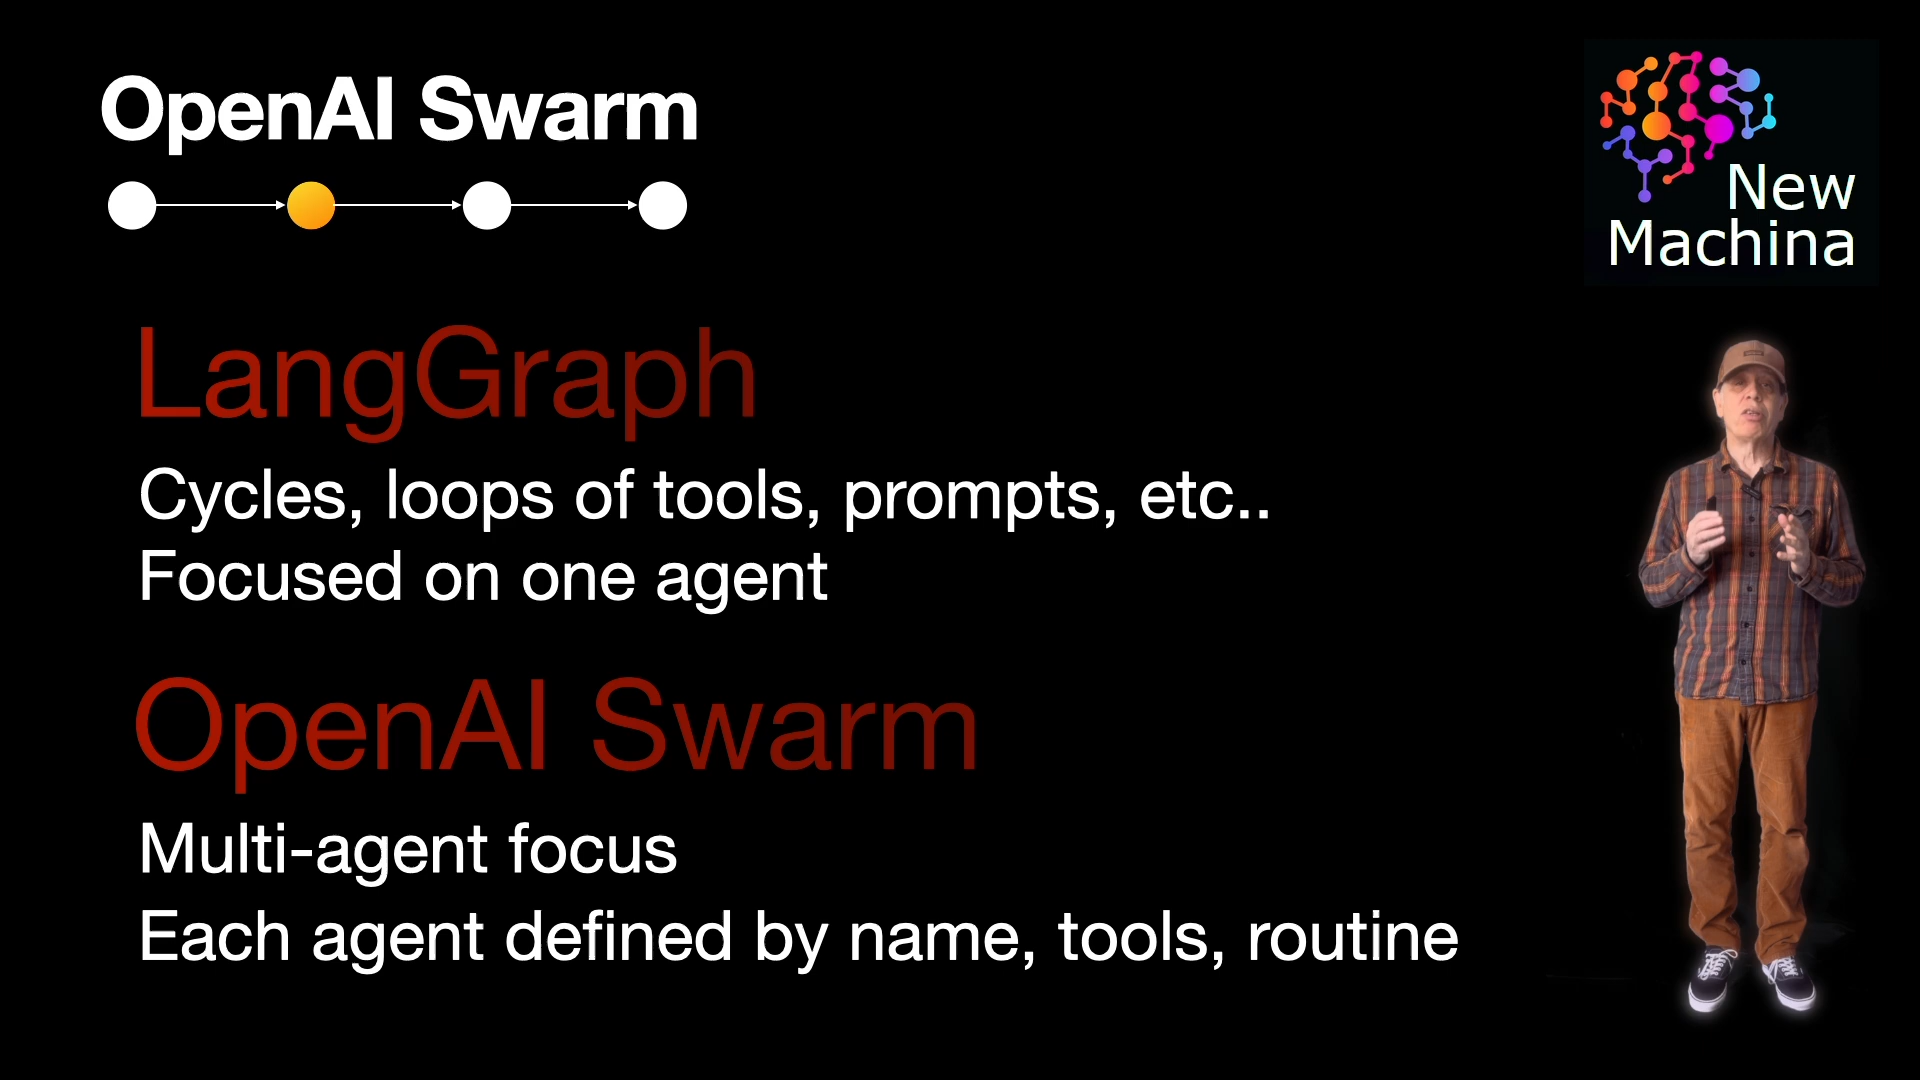 OpenAI Swarm
New
Machina
LangGraph
Cycles, loops of tools, prompts, etc..
Focused on one agent
OpenAI Swarm
Multi-agent focus
Each agent defined by name, tools, routine